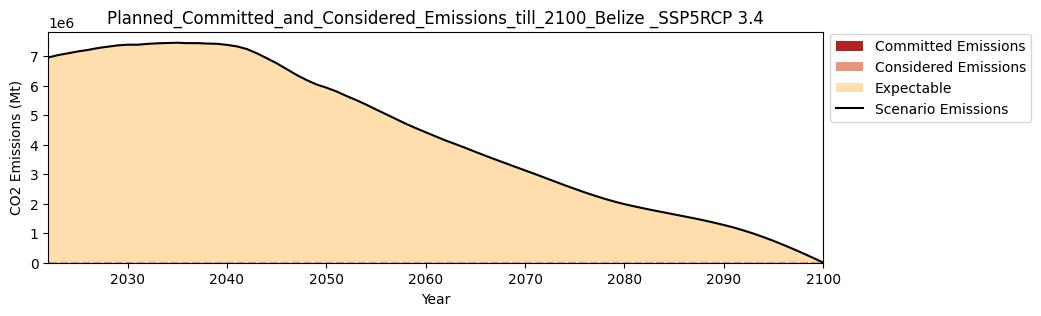 Planned_Committed_and_Considered_Emissions_till_2100_Belize _SSP5RCP 3.4
1e6
7
6
5
4
3
2
1
0
CO2 Emissions (Mt)
2030 2040 2050 2060 2070 2080 2090 2100
Year
Committed Emissions
Considered Emissions
Expectable
Scenario Emissions